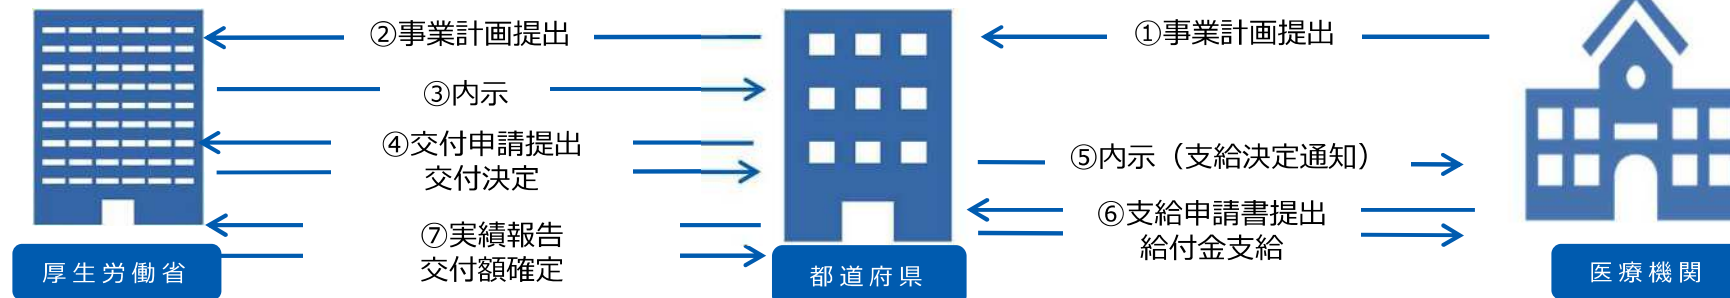 ②事業計画提出
①事業計画提出
③内示
④交付申請提出
交付決定
⑤内示（支給決定通知）
⑥支給申請書提出
給付金支給
⑦実績報告
交付額確定
厚生労働省
都道府県
医療機関